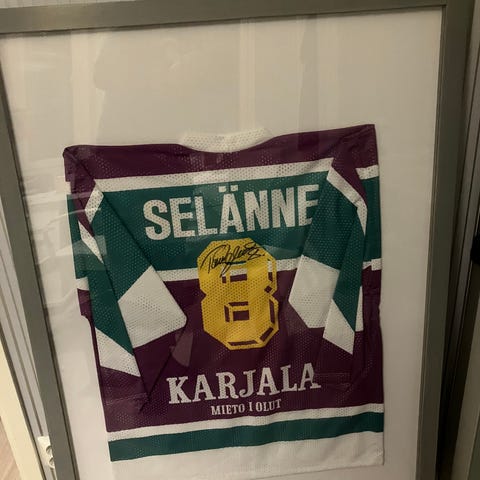 SELÄNNE
8
KARJALA
MIETO I OLUT